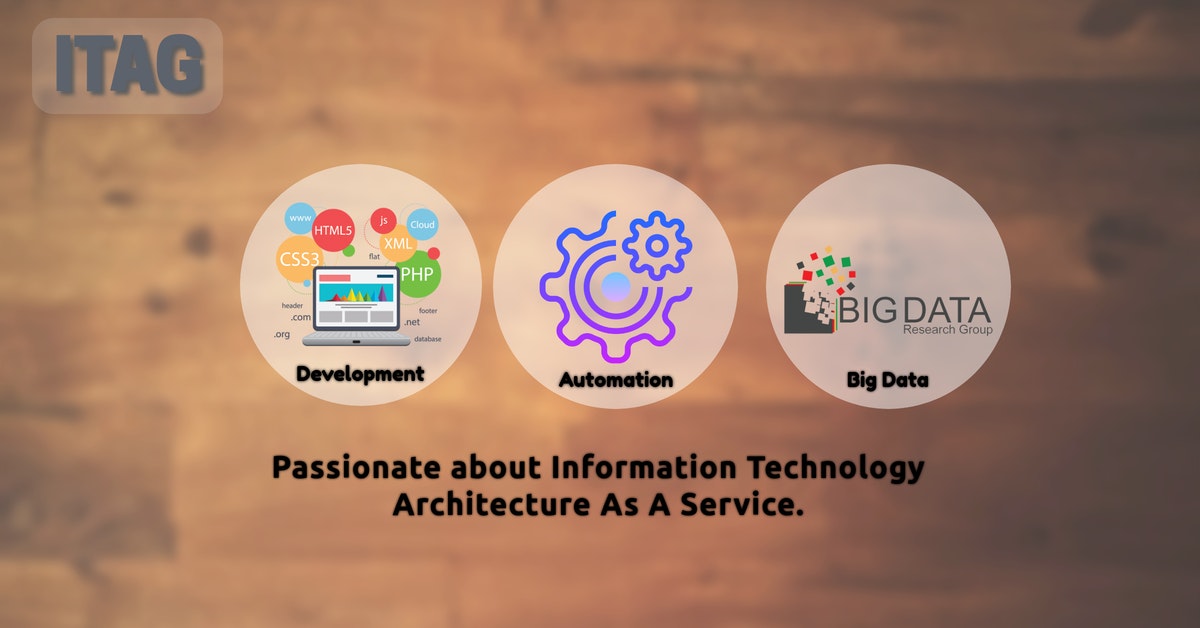 ITAG
www
HTML5
js
Cloud
CSS3
XML
flat
PHP
header
.com
.org
footer
.net
database
Development
Automation
BIG DATA
Research Group
Big Data
Passionate about Information Technology
Architecture As A Service.